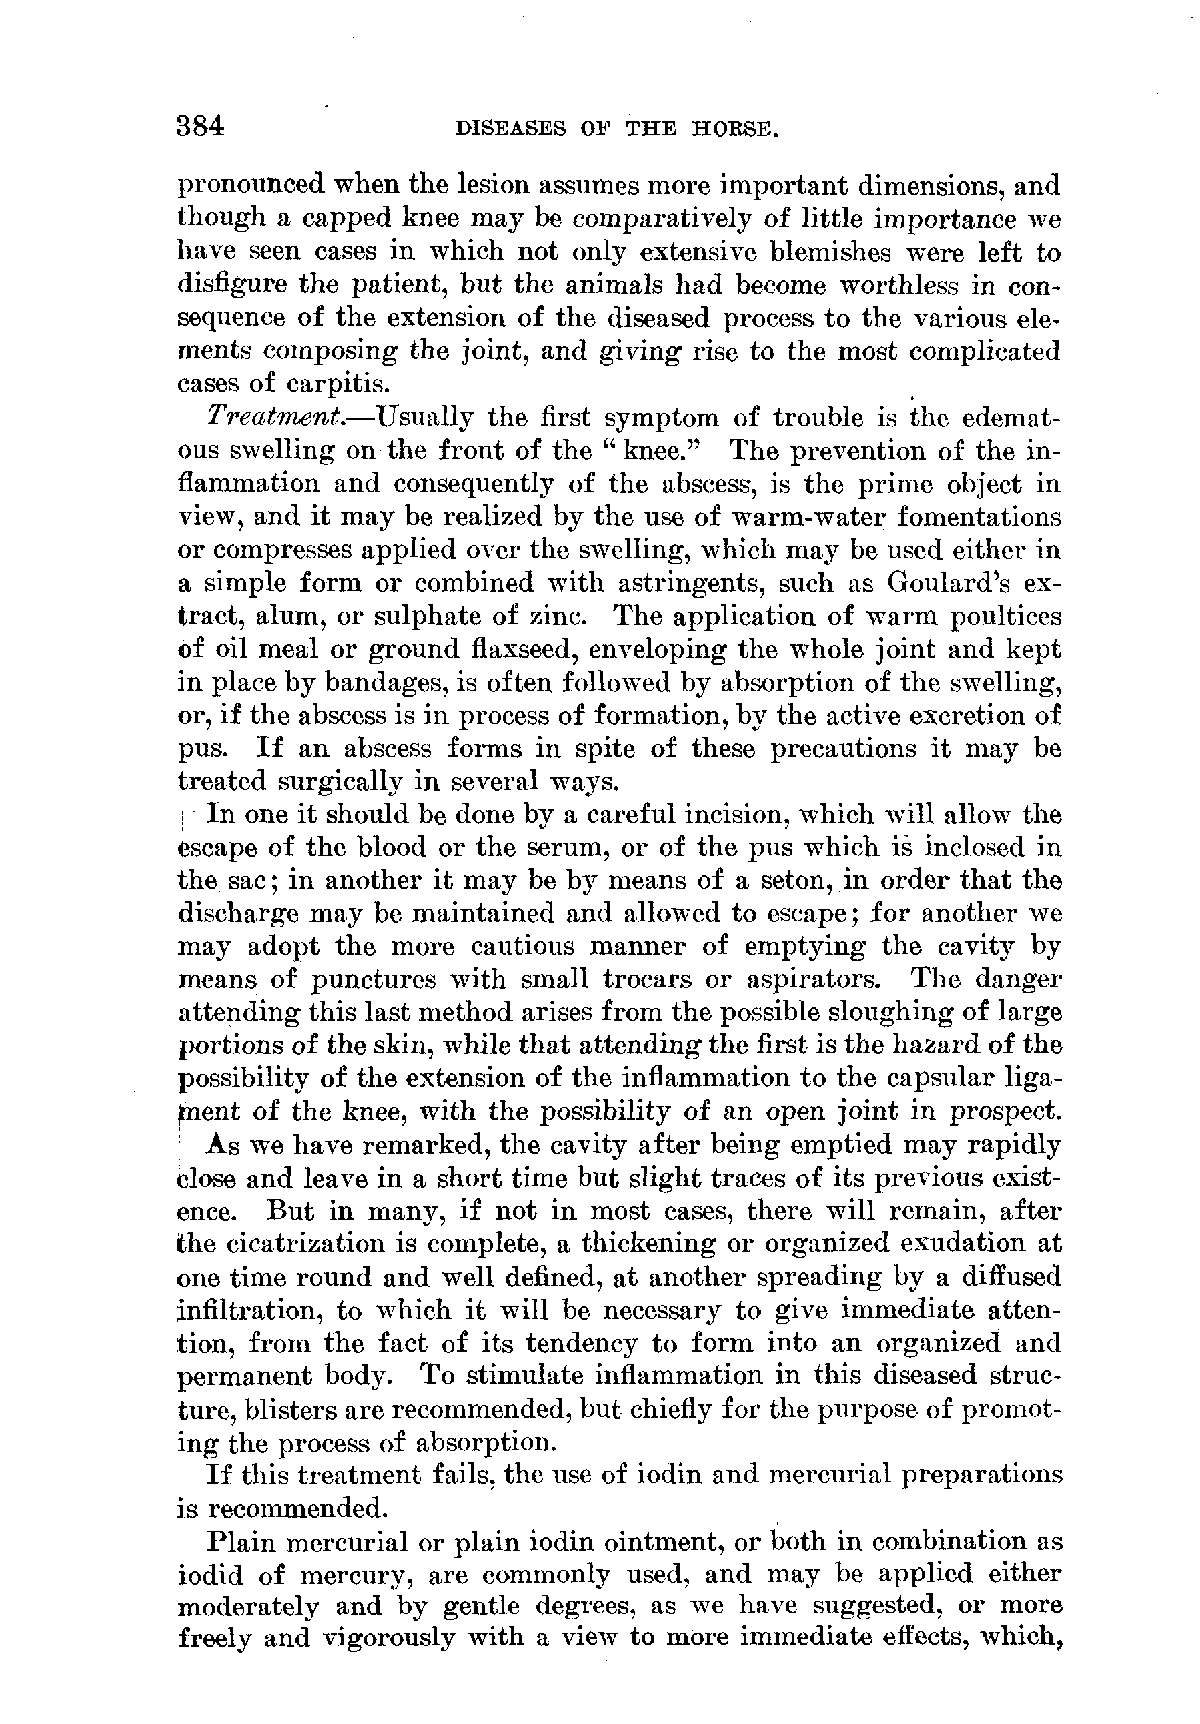 384 DISEASES OF THE HORSE.
pronounced when the lesion assumes more important dimensions, and
though a capped knee may be comparatively of little importance we
have seen cases in which not only extensive blemishes were left to
disfigure the patient, but the animals had become worthless in con-
sequence of the extension of the diseased process to the various ele-
ments composing the joint, and giving rise to the most complicated
cases of carpitis.
Treatment.—Usually the first symptom of trouble is the edemat-
ous swelling on the front of the "knee." The prevention of the in-
flammation and consequently of the abscess, is the prime object in
view, and it may be realized by the use of warm-water fomentations
or compresses applied over the swelling, which may be used either in
a simple form or combined with astringents, such as Goulard's ex-
tract, alum, or sulphate of zinc. The application of warm poultices
of oil meal or ground flaxseed, enveloping the whole joint and kept
in place by bandages, is often followed by absorption of the swelling,
or, if the abscess is in process of formation, by the active excretion of
pus. If an abscess forms in spite of these precautions it may be
treated surgically in several ways.
In one it should be done by a careful incision, which will allow the
escape of the blood or the serum, or of the pus which is inclosed in
the sac; in another it may be by means of a seton, in order that the
discharge may be maintained and allowed to escape; for another we
may adopt the more cautious manner of emptying the cavity by
means of punctures with small trocars or aspirators. The danger
attending this last method arises from the possible sloughing of large
portions of the skin, while that attending the first is the hazard of the
possibility of the extension of the inflammation to the capsular liga-
ment of the knee, with the possibility of an open joint in prospect.
As we have remarked, the cavity after being emptied may rapidly
close and leave in a short time but slight traces of its previous exist-
ence. But in many, if not in most cases, there will remain, after
the cicatrization is complete, a thickening or organized exudation at
one time round and well defined, at another spreading by a diffused
infiltration, to which it will be necessary to give immediate atten-
tion, from the fact of its tendency to form into an organized and
permanent body. To stimulate inflammation in this diseased struc-
ture, blisters are recommended, but chiefly for the purpose of promot-
ing the process of absorption.
If this treatment fails, the use of iodin and mercurial preparations
is recommended.
Plain mercurial or plain iodin ointment, or both in combination as
iodid of mercury, are commonly used, and may be applied either
moderately and by gentle degrees, as we have suggested, or more
freely and vigorously with a view to more immediate effects, which,